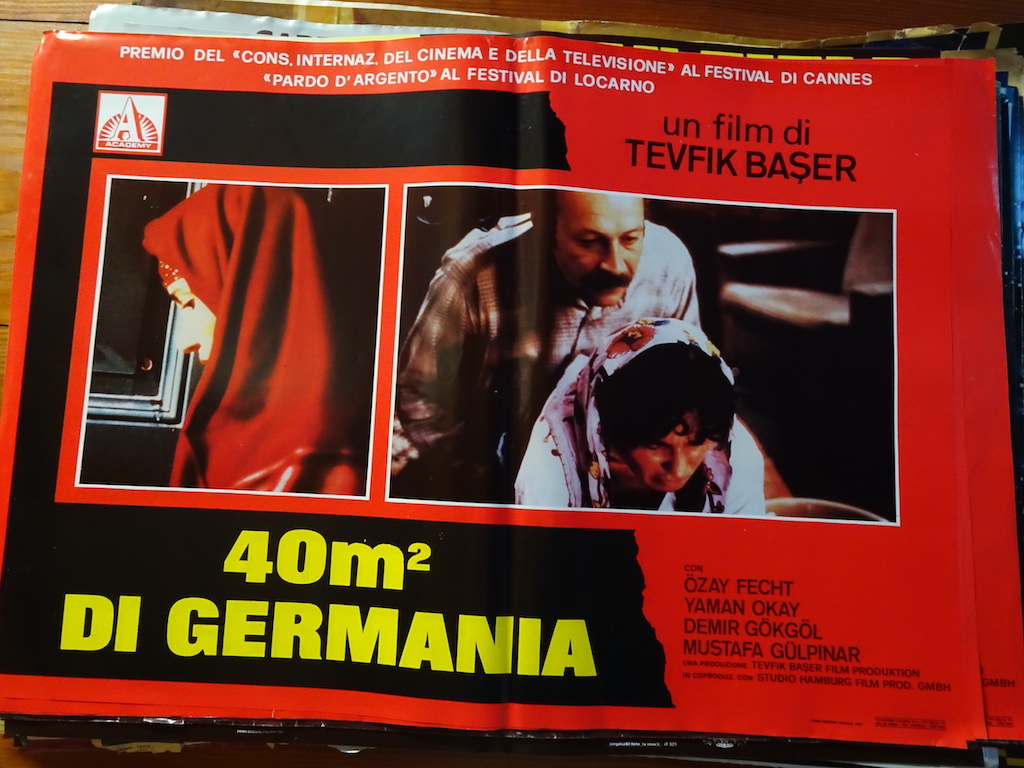 PREMIO DEL «CONS. INTERNAZ. DEL CINEMA E DELLA TELEVISIONE» AL FESTIVAL DI CANNES
«PARDO D'ARGENTO» AL FESTIVAL DI LOCARNO
A
ACADEMY
un film di
TEVFIK BAŞER
40m²
DI GERMANIA
CON
ÖZAY FECHT
YAMAN OKAY
DEMIR GÖKGÖL
MUSTAFA GÜLPINAR
UNA PRODUZIONE TEVFIK BAŞER FILM PRODUKTION
IN COPRODUZ. CON STUDIO HAMBURG FILM PROD. GMBH
GMBH